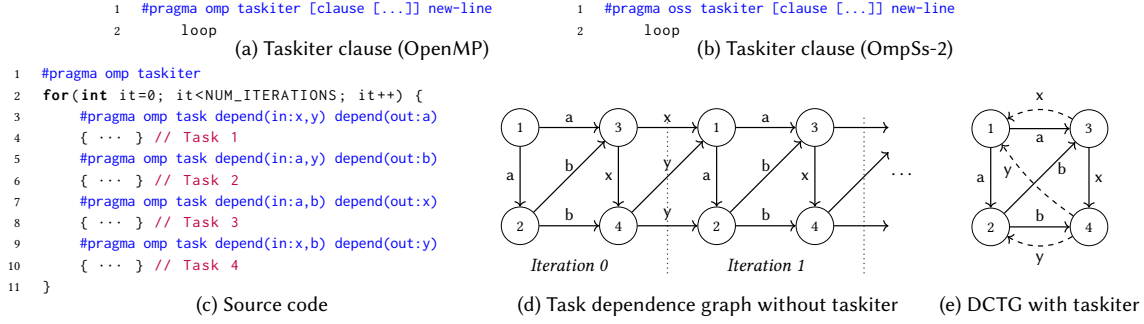 1 #pragma omp taskiter [clause [...]] new-line
2 loop
(a) Taskiter clause (OpenMP)
1 #pragma oss taskiter [clause [...]] new-line
2 loop
(b) Taskiter clause (OmpSs-2)
1 #pragma omp taskiter
2 for(int it=0; it<NUM_ITERATIONS; it++) {
3 #pragma omp task depend(in:x,y) depend(out:a)
4 { ··· } // Task 1
5 #pragma omp task depend(in:a,y) depend(out:b)
6 { ··· } // Task 2
7 #pragma omp task depend(in:a,b) depend(out:x)
8 { ··· } // Task 3
9 #pragma omp task depend(in:x,b) depend(out:y)
10 { ··· } // Task 4
11 }
(c) Source code
1 a 3 x 1 a 3
a b x y a b x ···
2 b 4 y 2 b 4
Iteration 0 Iteration 1
(d) Task dependence graph without taskiter
x
1 a 3
a y b x
2 b 4
y
(e) DCTG with taskiter